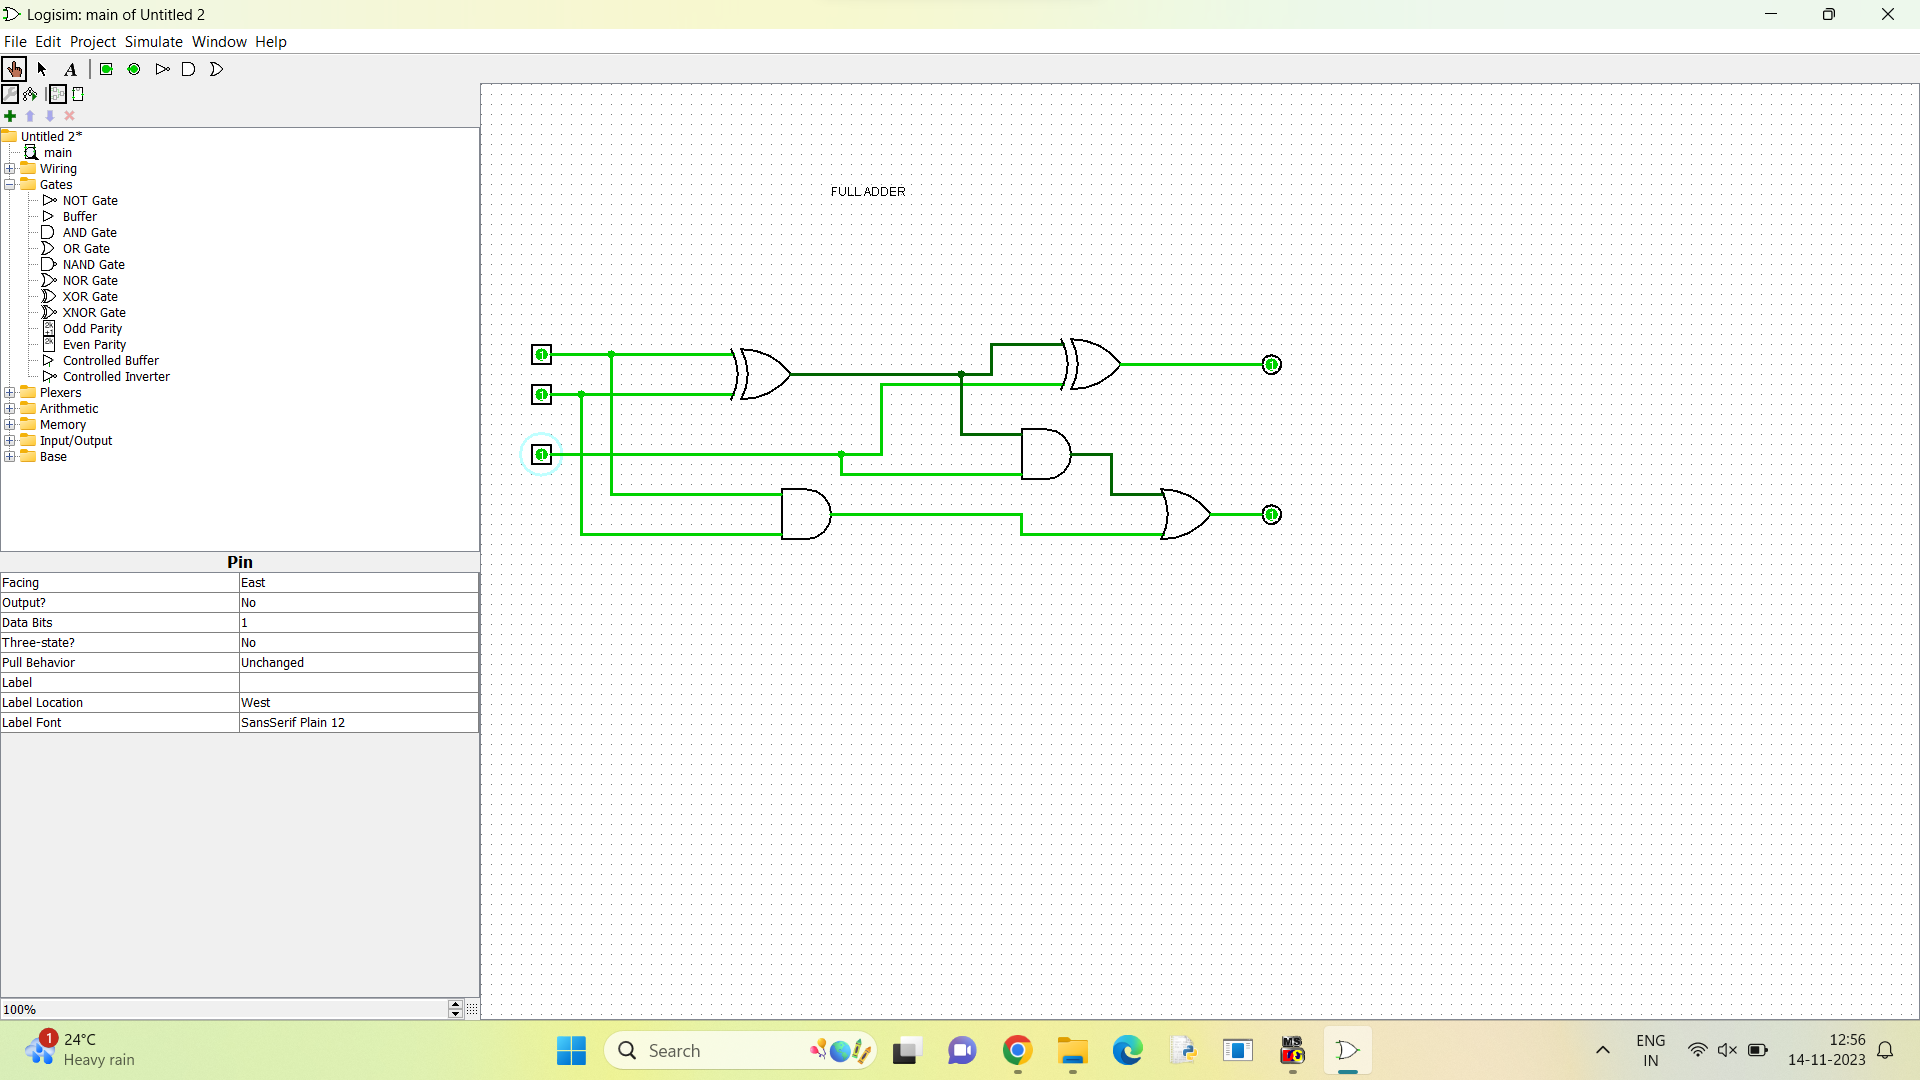 Logisim: main of Untitled 2
File Edit Project Simulate Window Help
A
Untitled 2*
main
Wiring
Gates
NOT Gate
Buffer
AND Gate
OR Gate
NAND Gate
NOR Gate
XOR Gate
XNOR Gate
Odd Parity
Even Parity
Controlled Buffer
Controlled Inverter
Plexers
Arithmetic
Memory
Input/Output
Base
Pin
Facing East
Output? No
Data Bits 1
Three-state? No
Pull Behavior Unchanged
Label
Label Location West
Label Font SansSerif Plain 12
100%
FULL ADDER
1
1
1
1
1
1
24°C
Heavy rain
Search
ENG
IN
12:56
14-11-2023